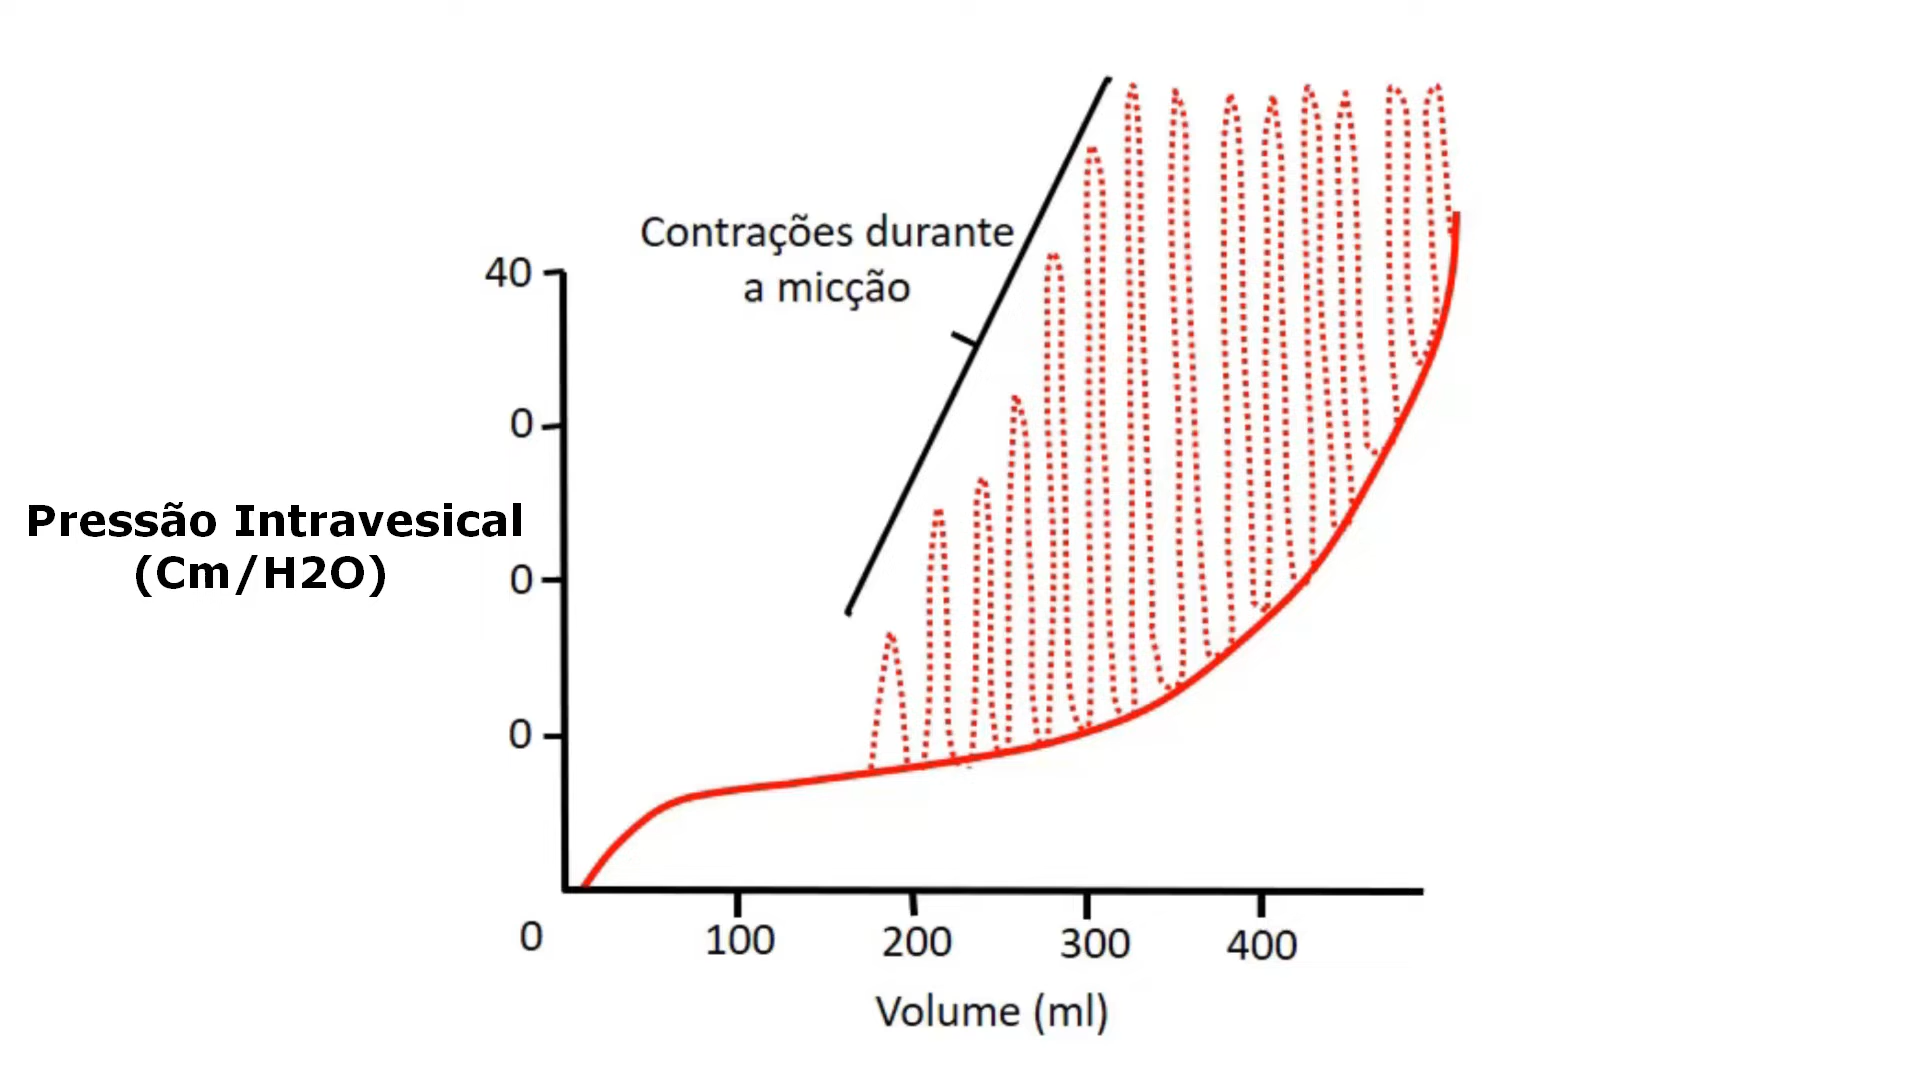 Contrações durante
a micção
40
0
0
0
Pressão Intravesical
(Cm/H2O)
0
100
200
300
400
Volume (ml)